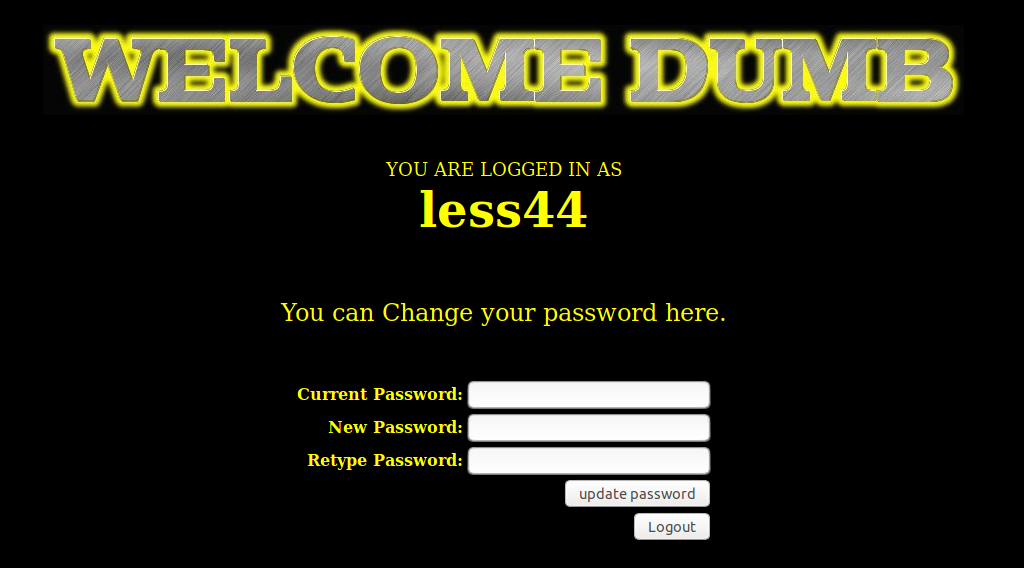 WELCOME DUMB
YOU ARE LOGGED IN AS
less44
You can Change your password here.
Current Password:
New Password:
Retype Password:
update password
Logout